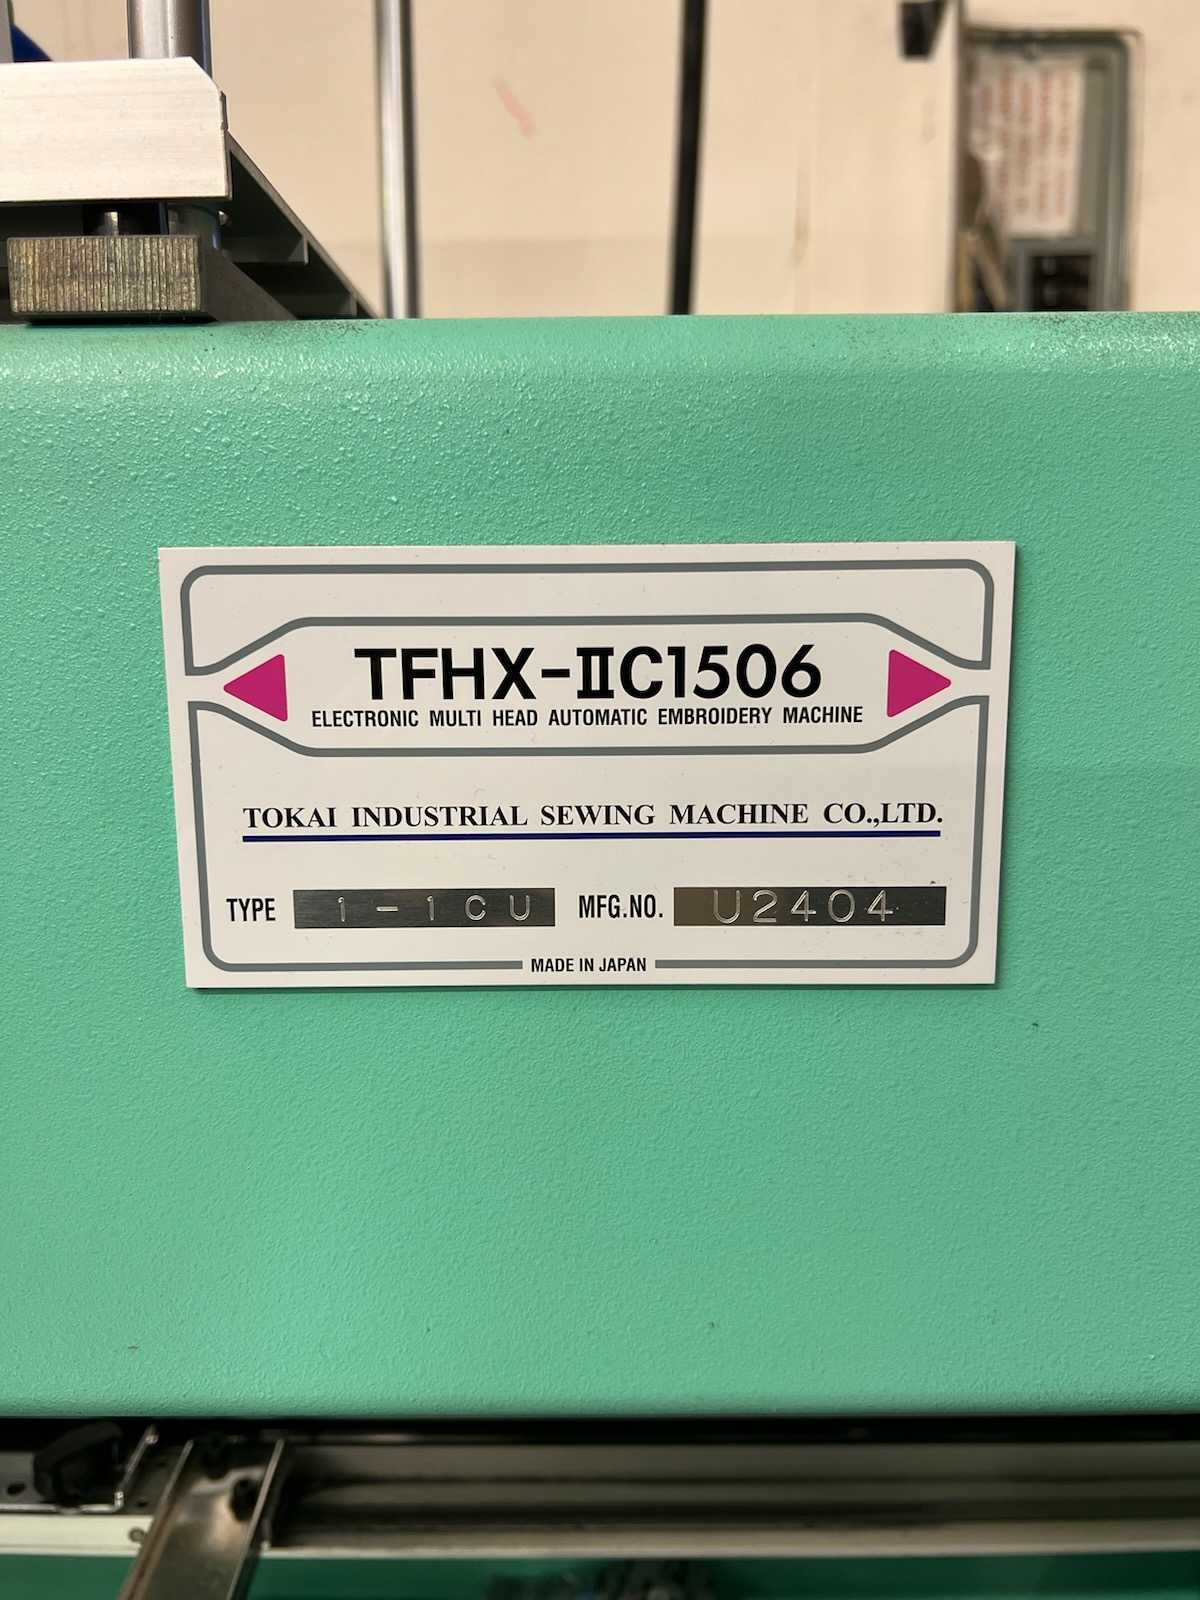 TFHX-ⅡC1506
ELECTRONIC MULTI HEAD AUTOMATIC EMBROIDERY MACHINE
TOKAI INDUSTRIAL SEWING MACHINE CO.,LTD.
TYPE 1-1CU MFG.NO. U2404
MADE IN JAPAN